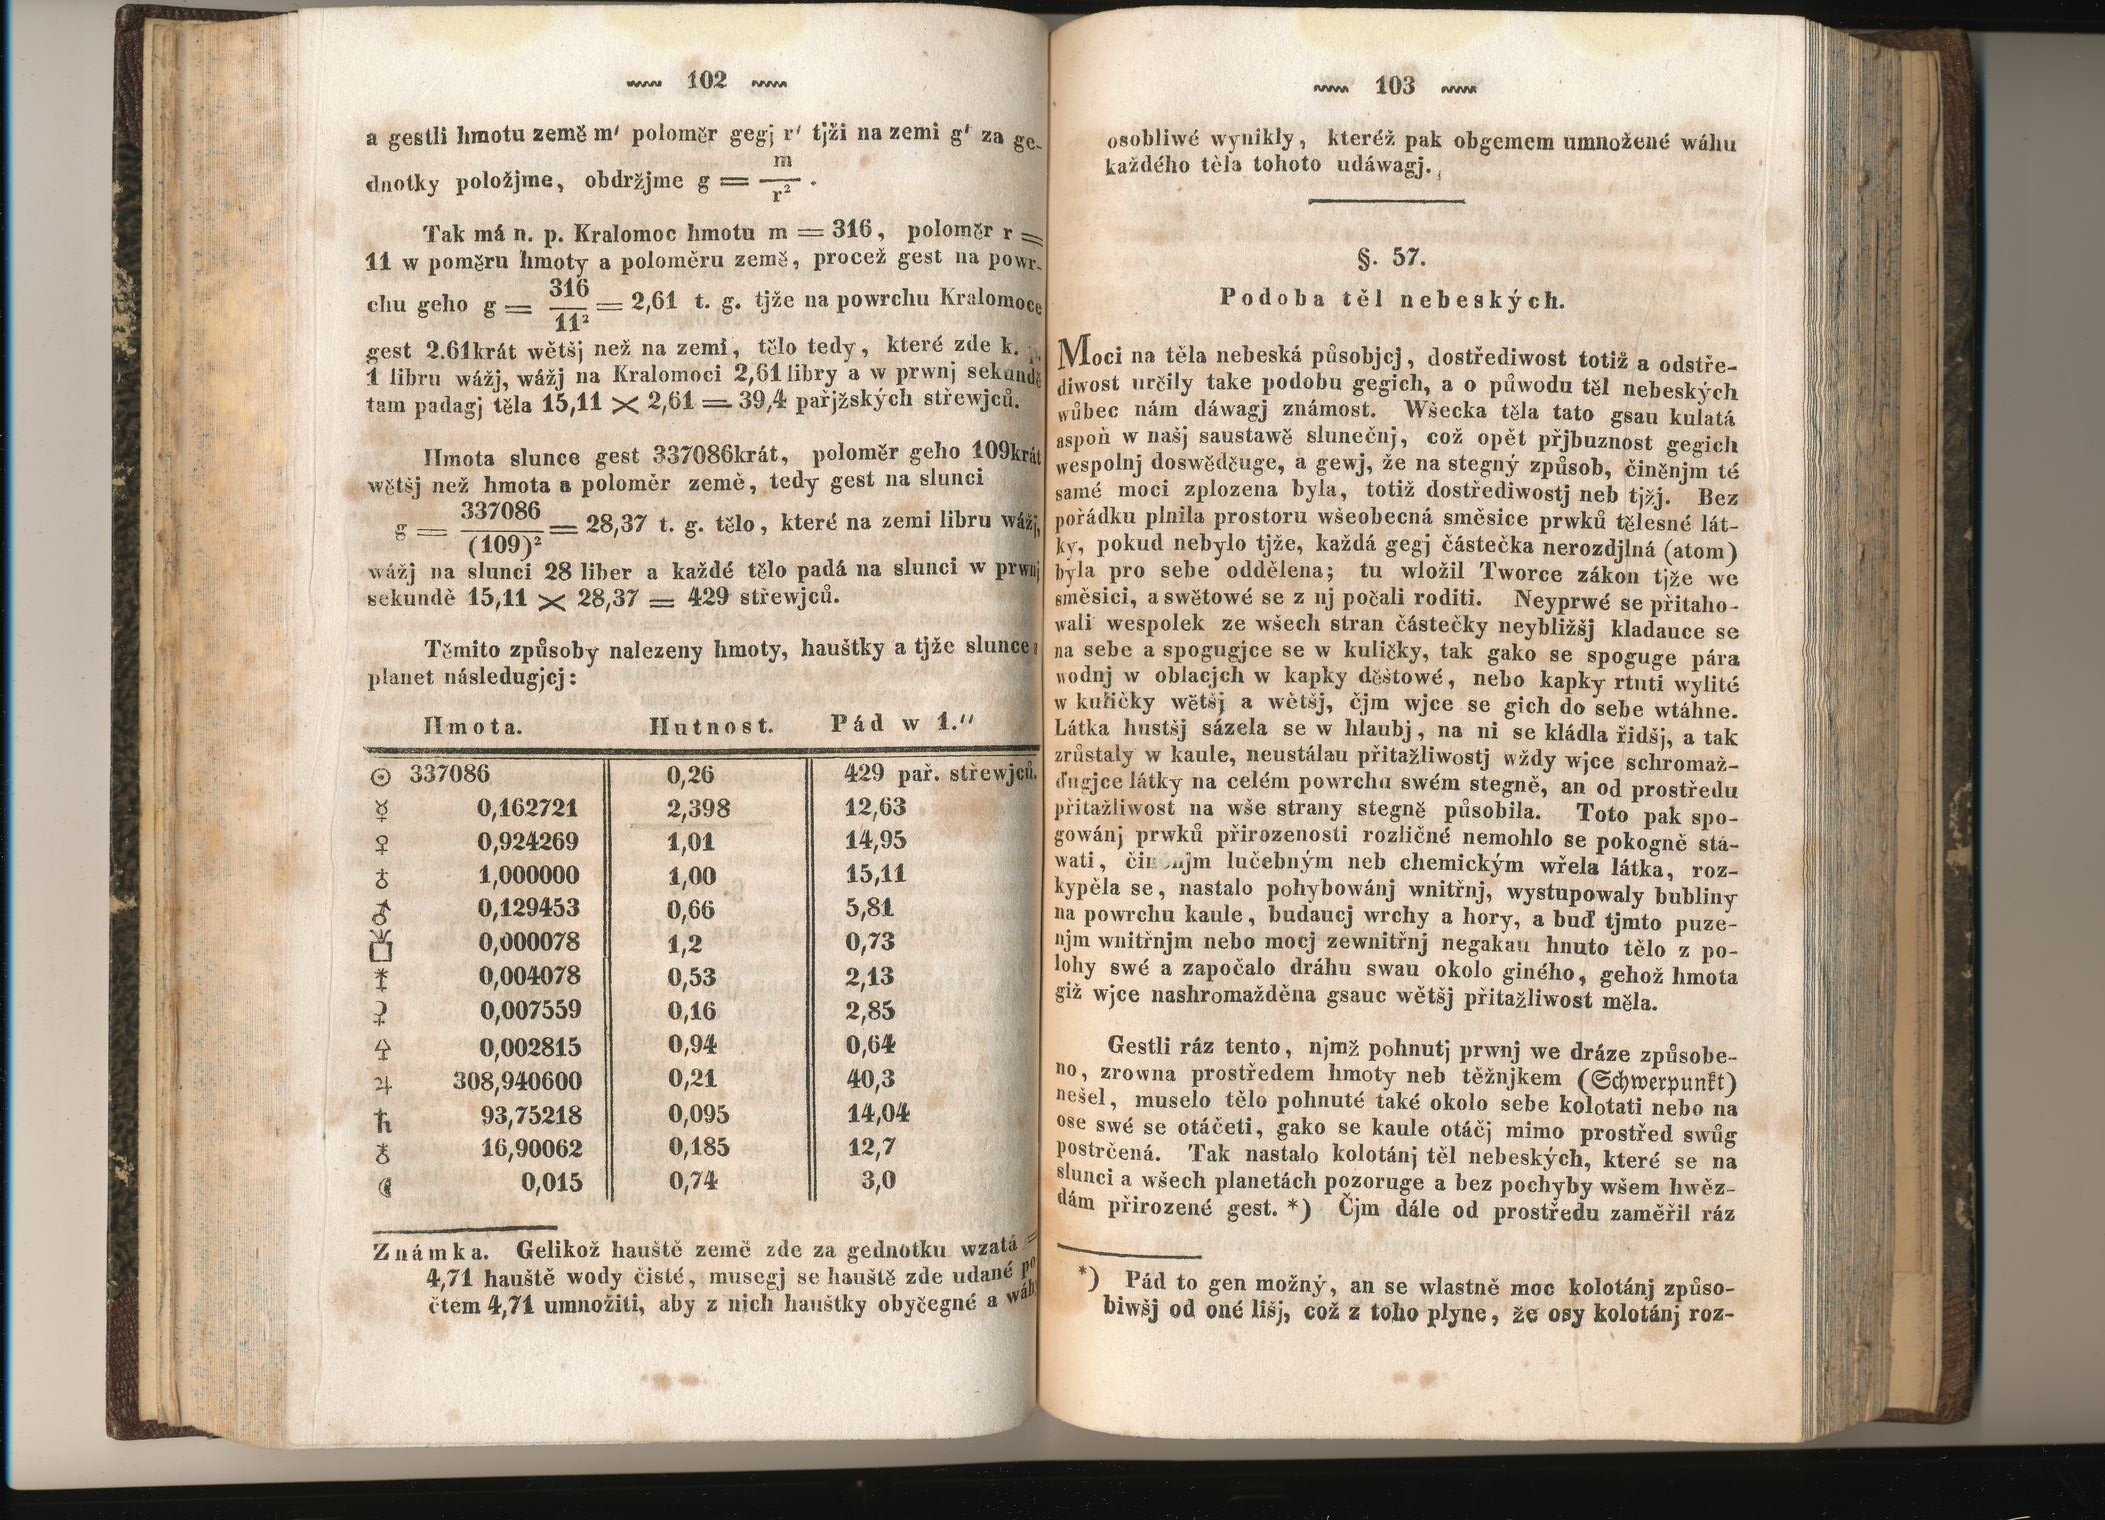 102
a gestli hmotu země m' poloměr gegj r' tjži na zemi g' za ge-
dnotky položjme, obdržjme g = m/r² .
Tak má n. p. Kralomoc hmotu m = 316, poloměr r =
11 w poměru hmoty a poloměru země, procež gest na powr-
chu geho g = 316/11² = 2,61 t. g. tjže na powrchu Kralomoce
gest 2.61krát wětšj než na zemi, tělo tedy, které zde k.
1 libru wážj, wážj na Kralomoci 2,61 libry a w prwnj sekundě
tam padagj těla 15,11 × 2,61 = 39,4 pařjžských střewjců.
Hmota slunce gest 337086krát, poloměr geho 109krát
wětšj než hmota a poloměr země, tedy gest na slunci
g = 337086/(109)² = 28,37 t. g. tělo, které na zemi libru wážj,
wážj na slunci 28 liber a každé tělo padá na slunci w prwnj
sekundě 15,11 × 28,37 = 429 střewjců.
Těmito způsoby nalezeny hmoty, hauštky a tjže slunce a
planet následugjcj:
Hmota. Hutnost. Pád w 1."
☉ 337086 0,26 429 pař. střewjců.
☿ 0,162721 2,398 12,63
♀ 0,924269 1,01 14,95
♁ 1,000000 1,00 15,11
♂ 0,129453 0,66 5,81
0,000078 1,2 0,73
⚵ 0,004078 0,53 2,13
⚳ 0,007559 0,16 2,85
⚴ 0,002815 0,94 0,64
♃ 308,940600 0,21 40,3
♄ 93,75218 0,095 14,04
⛢ 16,90062 0,185 12,7
☾ 0,015 0,74 3,0
Známka. Gelikož hauště země zde za gednotku wzatá =
4,71 hauště wody čisté, musegj se hauště zde udané po
čtem 4,71 umnožiti, aby z nich hauštky obyčegné a wáh
103
osobliwé wynikly, kteréž pak obgemem umnožené wáhu
každého těla tohoto udáwagj.
§. 57.
Podoba těl nebeských.
Moci na těla nebeská působjcj, dostřediwost totiž a odstře-
diwost určily take podobu gegich, a o půwodu těl nebeských
wůbec nám dáwagj známost. Wšecka těla tato gsau kulatá
aspoň w našj saustawě slunečnj, což opět přjbuznost gegich
wespolnj doswědčuge, a gewj, že na stegný způsob, činěnjm té
samé moci zplozena byla, totiž dostřediwostj neb tjžj. Bez
pořádku plnila prostoru wšeobecná směsice prwků tělesné lát-
ky, pokud nebylo tjže, každá gegj částečka nerozdjlná (atom)
byla pro sebe oddělena; tu wložil Tworce zákon tjže we
směsici, a swětowé se z nj počali roditi. Neyprwé se přitaho-
wali wespolek ze wšech stran částečky neybližšj kladauce se
na sebe a spogugjce se w kuličky, tak gako se spoguge pára
wodnj w oblacjch w kapky děštowé, nebo kapky rtuti wylité
w kuličky wětšj a wětšj, čjm wjce se gich do sebe wtáhne.
Látka hustšj sázela se w hlaubj, na ni se kládla řidšj, a tak
zrůstaly w kaule, neustálau přitažliwostj wždy wjce schromaž-
ďugjce látky na celém powrchu swém stegně, an od prostředu
přitažliwost na wše strany stegně působila. Toto pak spo-
gowánj prwků přirozenosti rozličné nemohlo se pokogně stá-
wati, činěnjm lučebným neb chemickým wřela látka, roz-
kypěla se, nastalo pohybowánj wnitřnj, wystupowaly bubliny
na powrchu kaule, budaucj wrchy a hory, a buď tjmto puze-
njm wnitřnjm nebo mocj zewnitřnj negakau hnuto tělo z po-
lohy swé a započalo dráhu swau okolo giného, gehož hmota
giž wjce nashromažděna gsauc wětšj přitažliwost měla.
Gestli ráz tento, njmž pohnutj prwnj we dráze způsobe-
no, zrowna prostředem hmoty neb těžnjkem (Schwerpunkt)
nešel, muselo tělo pohnuté také okolo sebe kolotati nebo na
ose swé se otáčeti, gako se kaule otáčj mimo prostřed swůg
postrčená. Tak nastalo kolotánj těl nebeských, které se na
slunci a wšech planetách pozoruge a bez pochyby wšem hwěz-
dám přirozené gest. *) Čjm dále od prostředu zaměřil ráz
*) Pád to gen možný, an se wlastně moc kolotánj způso-
biwšj od oné lišj, což z toho plyne, že osy kolotánj roz-